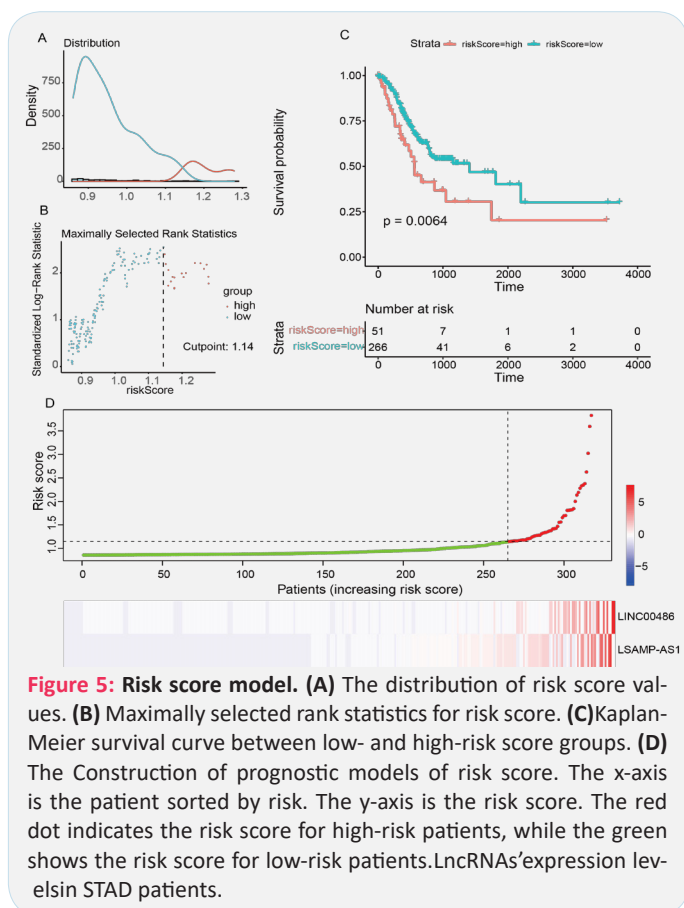 A
Distribution
Density
750
500
250
0
0.9 1.0 1.1 1.2 1.3
B
Maximally Selected Rank Statistics
Standardized Log−Rank Statistic
2
1
0
group
high
low
Cutpoint: 1.14
0.9 1.0 1.1 1.2
riskScore
C
Strata riskScore=high riskScore=low
Survival probability
1.00
0.75
0.50
0.25
0.00
p = 0.0064
0 1000 2000 3000 4000
Time
Number at risk
Strata
riskScore=high 51 7 1 1 0
riskScore=low 266 41 6 2 0
0 1000 2000 3000 4000
Time
D
Risk score
3.5
2.5
2.0
1.5
1.0
0 50 100 150 200 250 300
Patients (increasing risk score)
5
0
−5
LINC00486
LSAMP-AS1
Figure 5: Risk score model. (A) The distribution of risk score val-
ues. (B) Maximally selected rank statistics for risk score. (C)Kaplan-
Meier survival curve between low- and high-risk score groups. (D)
The Construction of prognostic models of risk score. The x-axis
is the patient sorted by risk. The y-axis is the risk score. The red
dot indicates the risk score for high-risk patients, while the green
shows the risk score for low-risk patients.LncRNAs’expression lev-
elsin STAD patients.